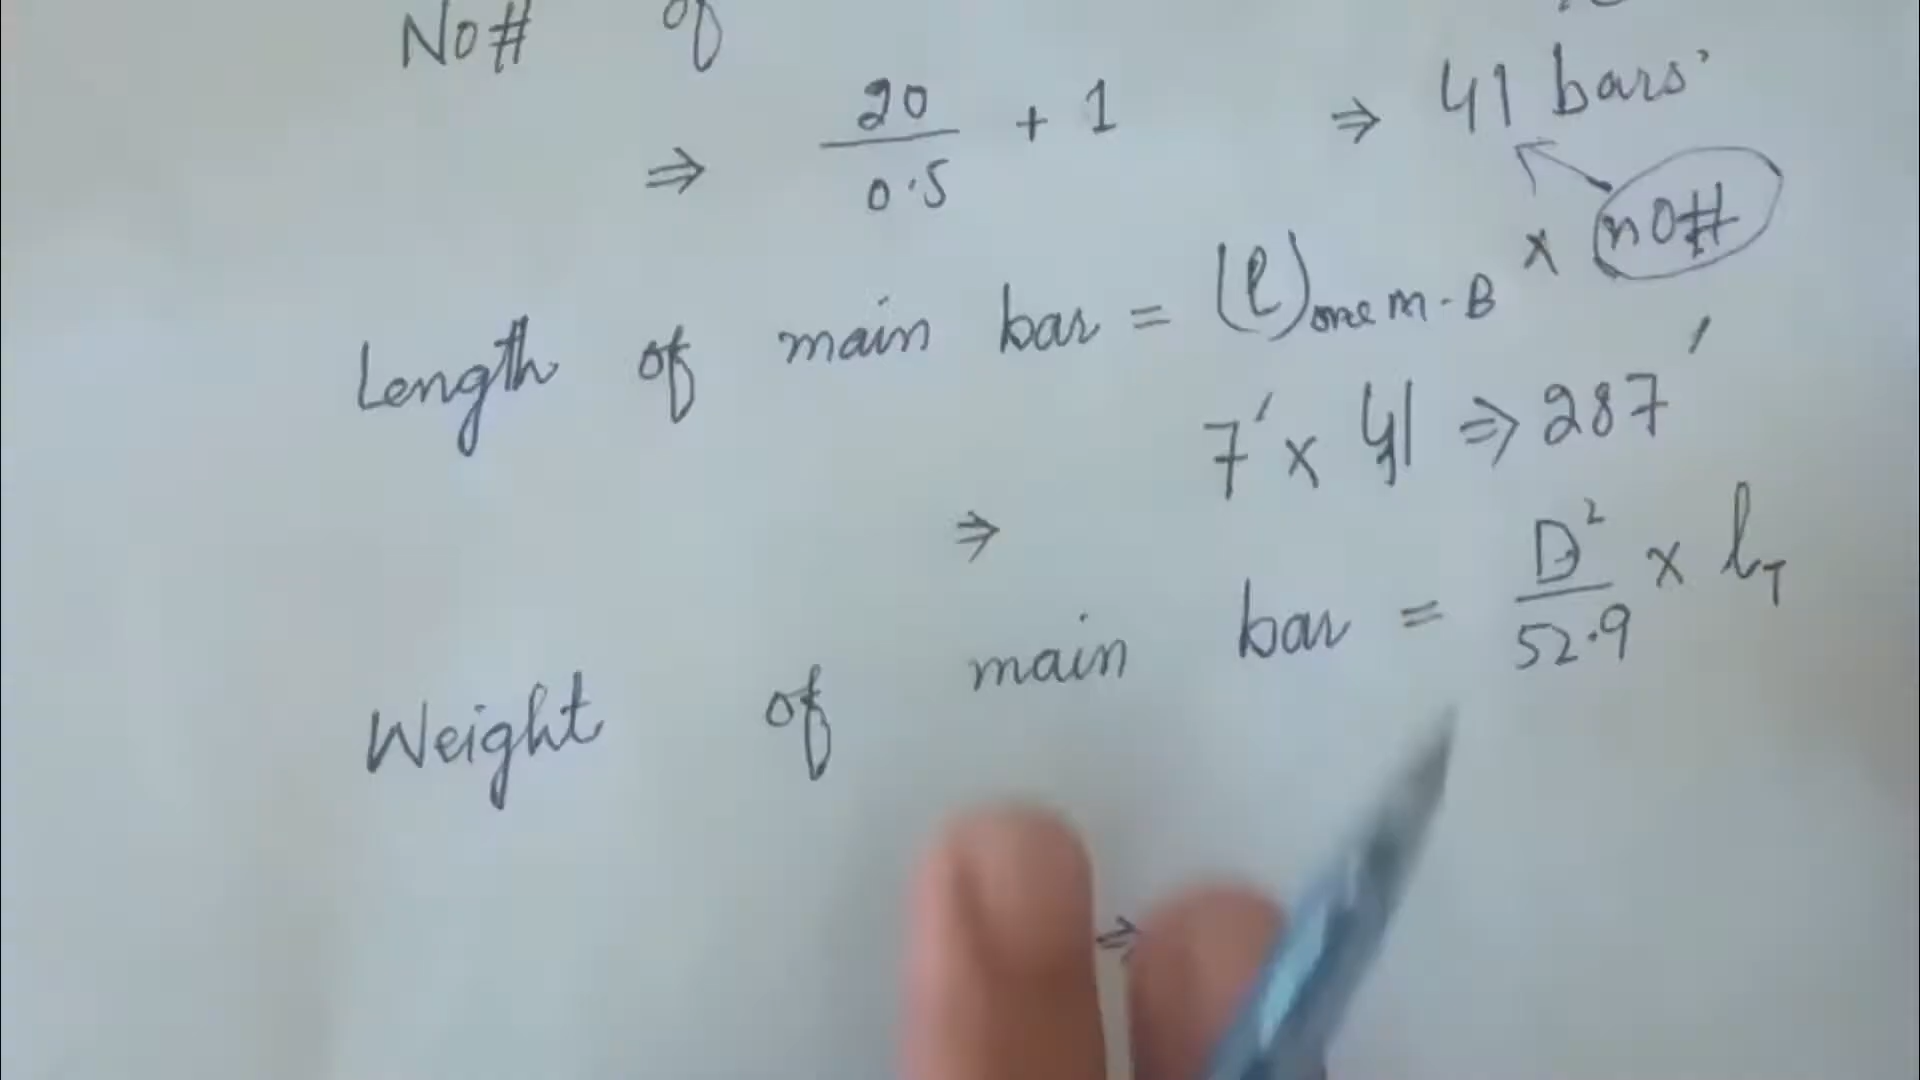 No# of
⇒ 20/0.5 + 1 ⇒ 41 bars
Length of main bar = (l)one m-B × no#
⇒ 7' × 41 ⇒ 287'
Weight of main bar = D²/52.9 × lT
⇒